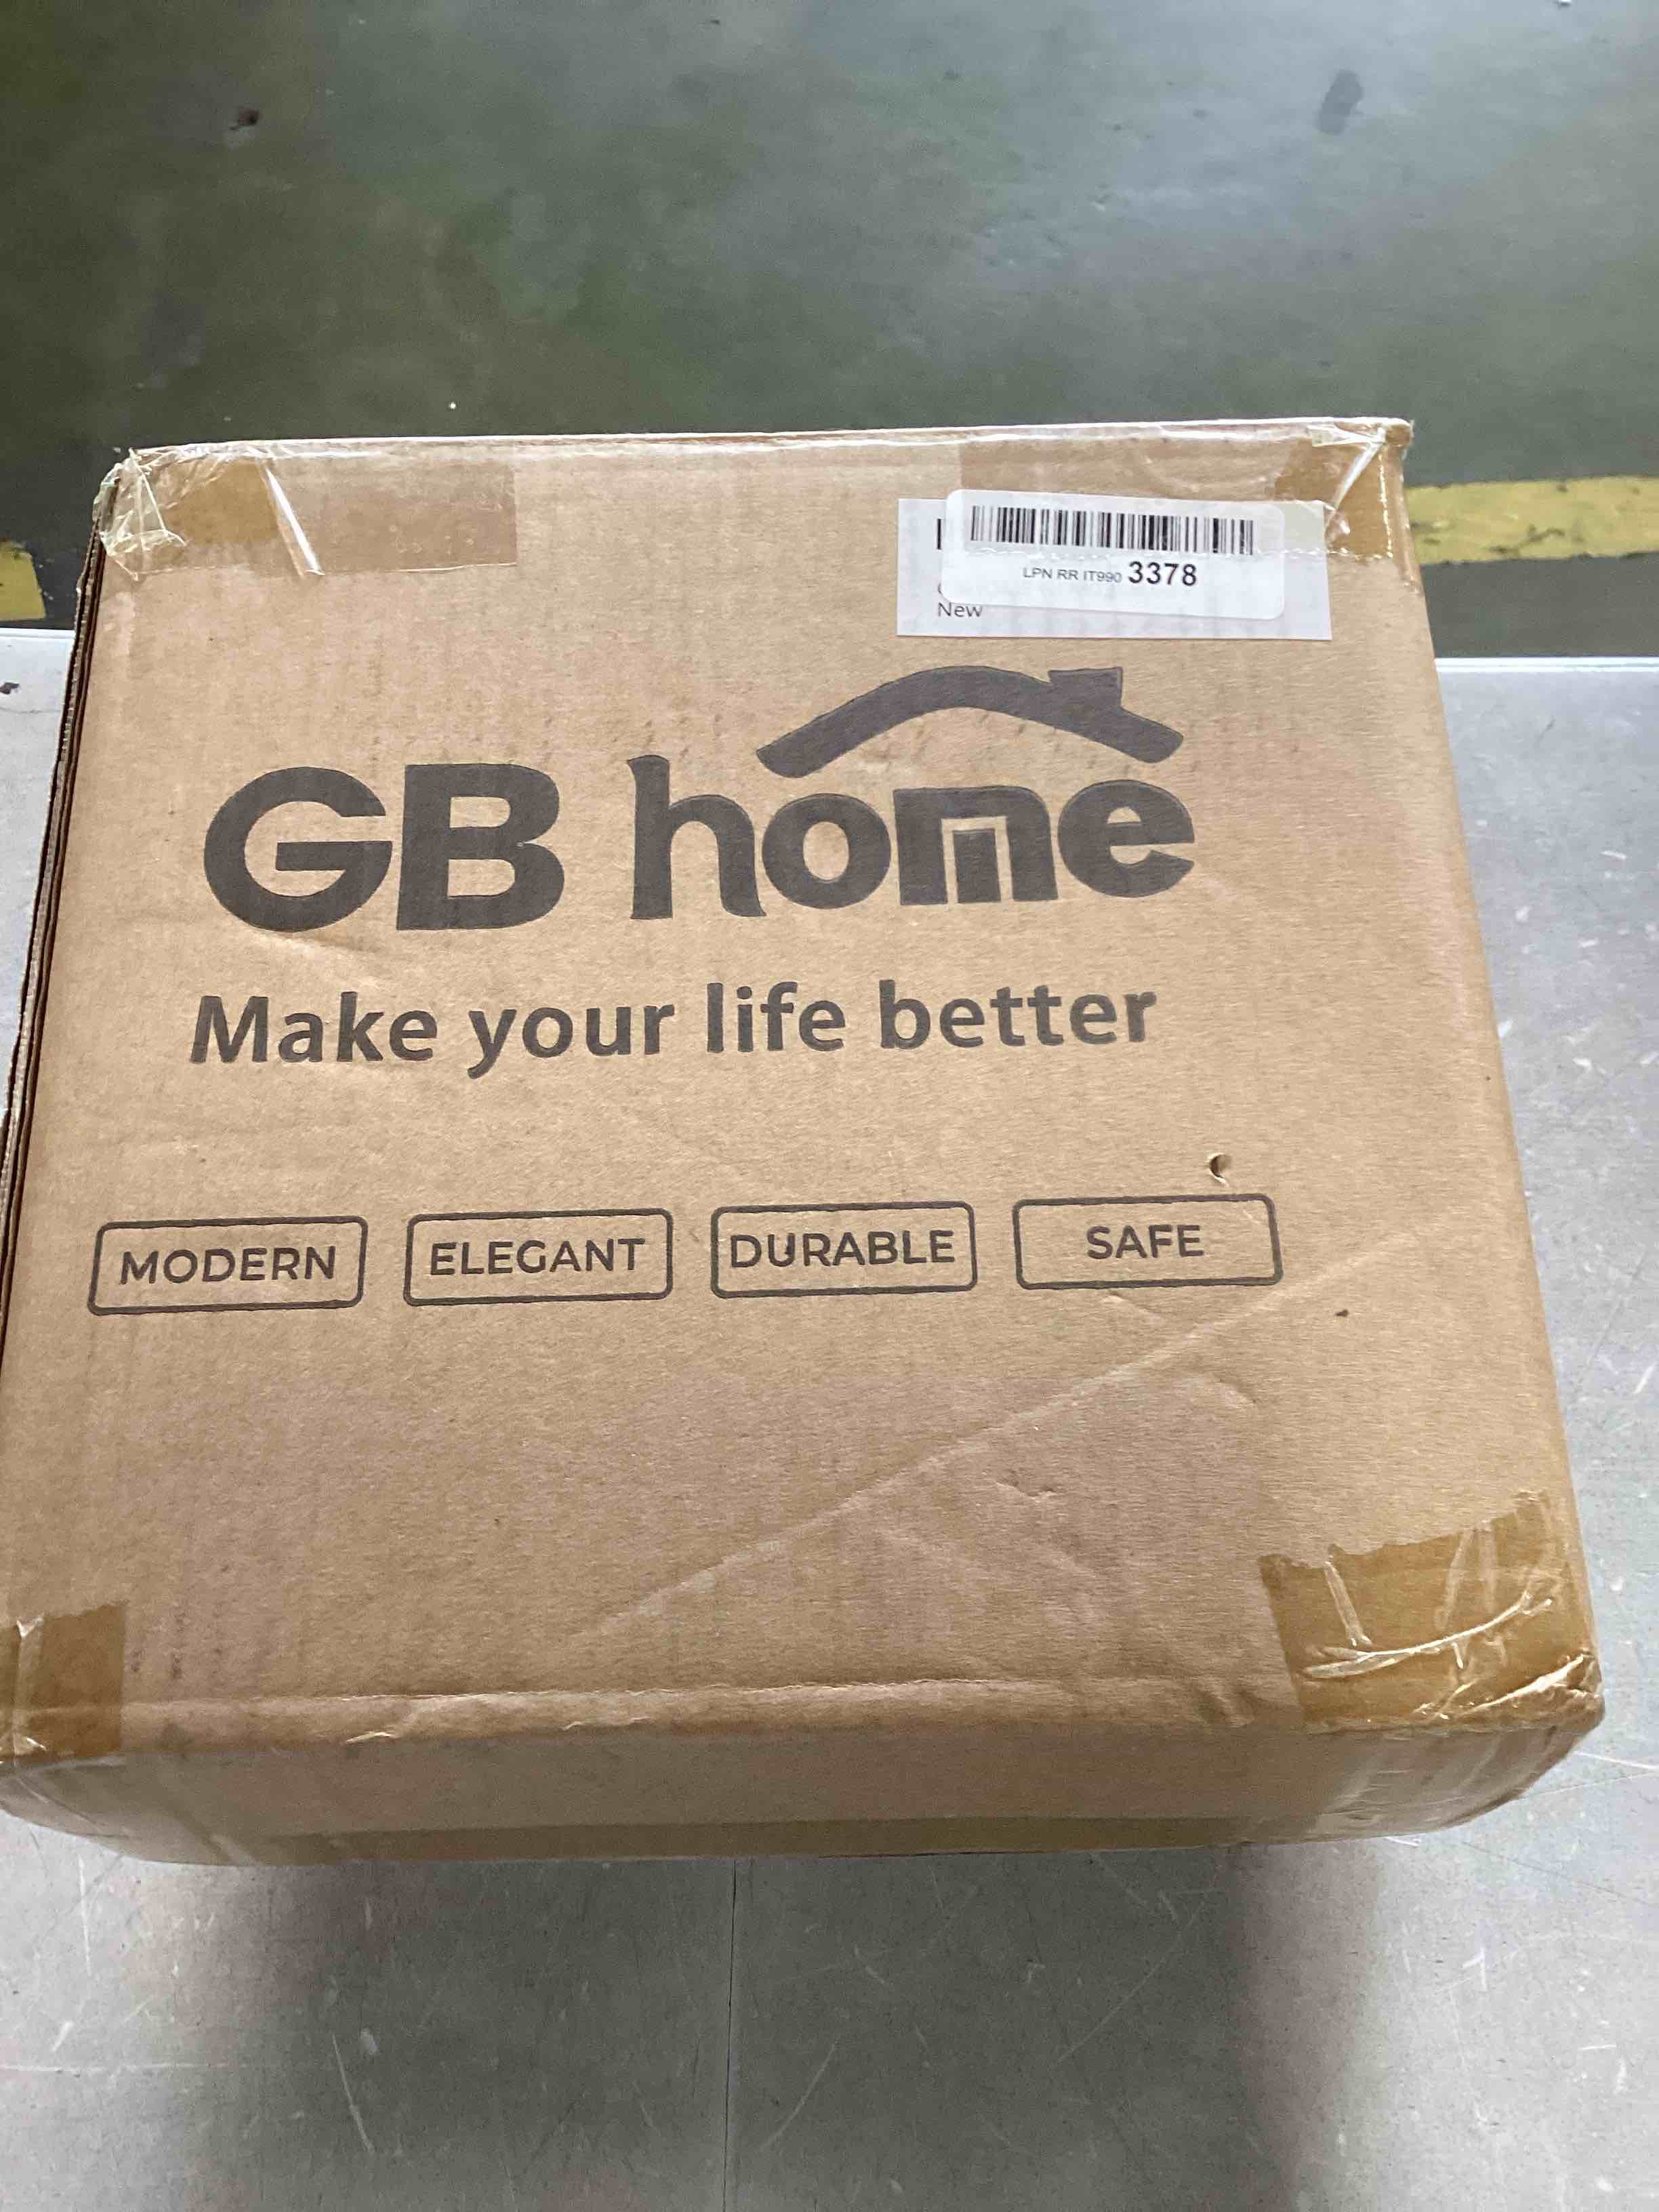 LPN RR IT990 3378
New
GB home
Make your life better
MODERN ELEGANT DURABLE SAFE